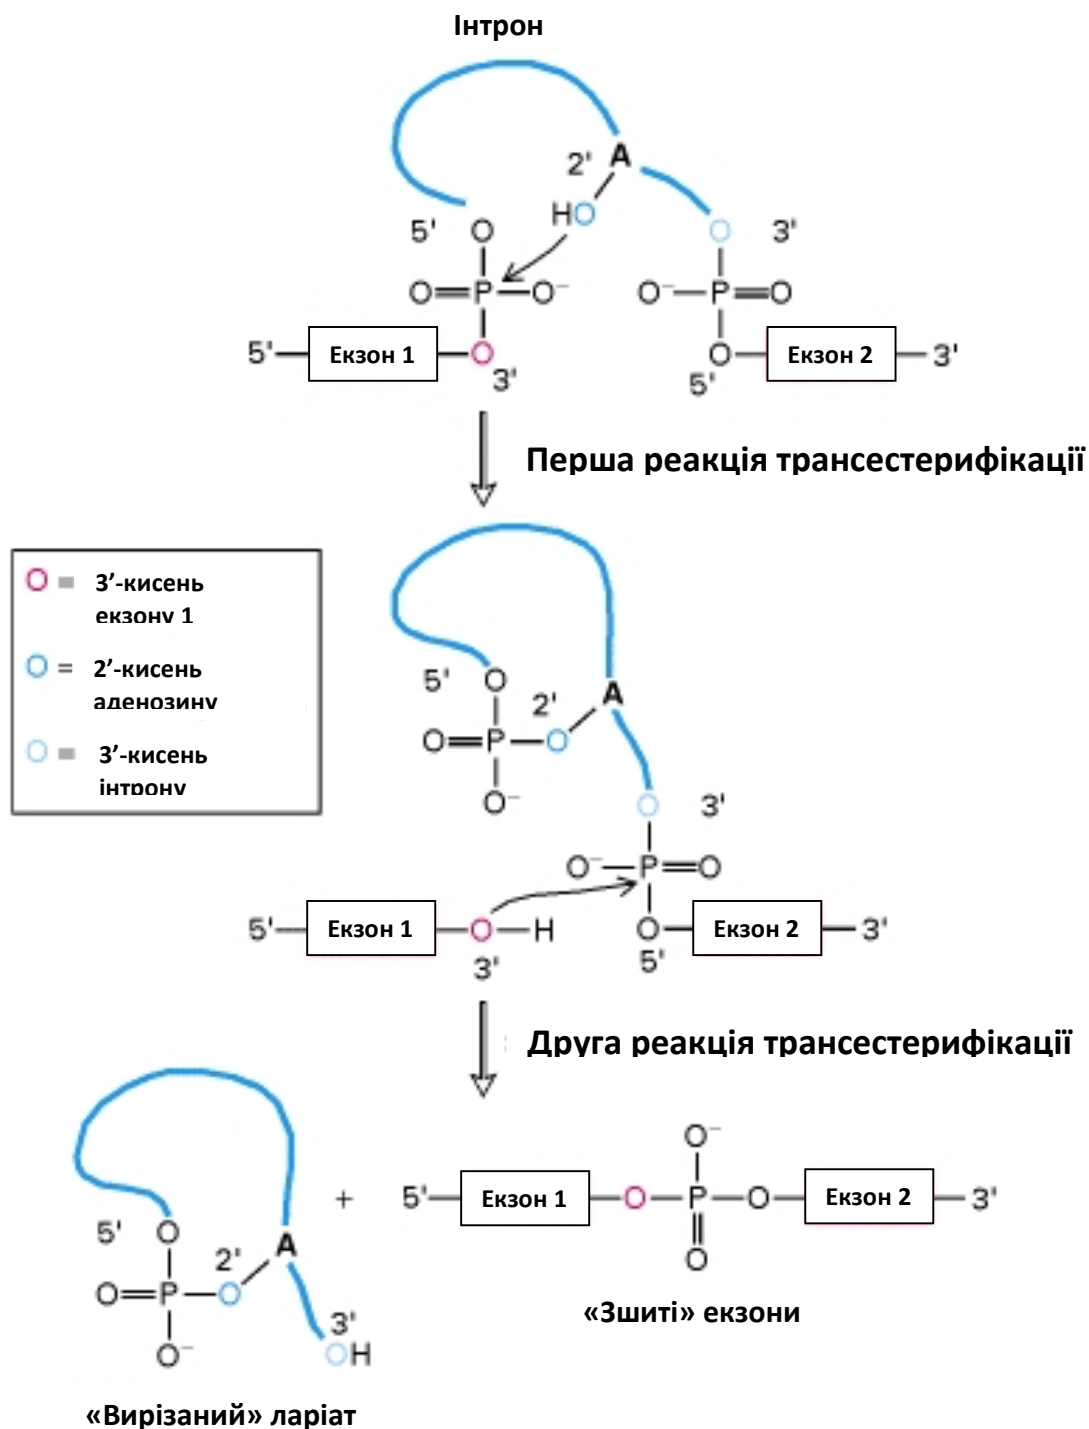 Інтрон
A
2'
HO
5'
O
O
3'
O=P—O⁻
O⁻—P=O
5'—
Екзон 1
O
3'
O
5'
Екзон 2
—3'
Перша реакція трансестерифікації
O = 3’-кисень
екзону 1
O = 2’-кисень
аденозину
O = 3’-кисень
інтрону
5'
O
2'
A
O=P—O
O⁻
O
3'
O⁻—P=O
5'—
Екзон 1
—O—H
3'
O
5'
Екзон 2
—3'
Друга реакція трансестерифікації
5'
O
2'
A
O=P—O
O⁻
3'
OH
+
O⁻
5'—
Екзон 1
—O—P—O—
Екзон 2
—3'
O
«Зшиті» екзони
«Вирізаний» ларіат